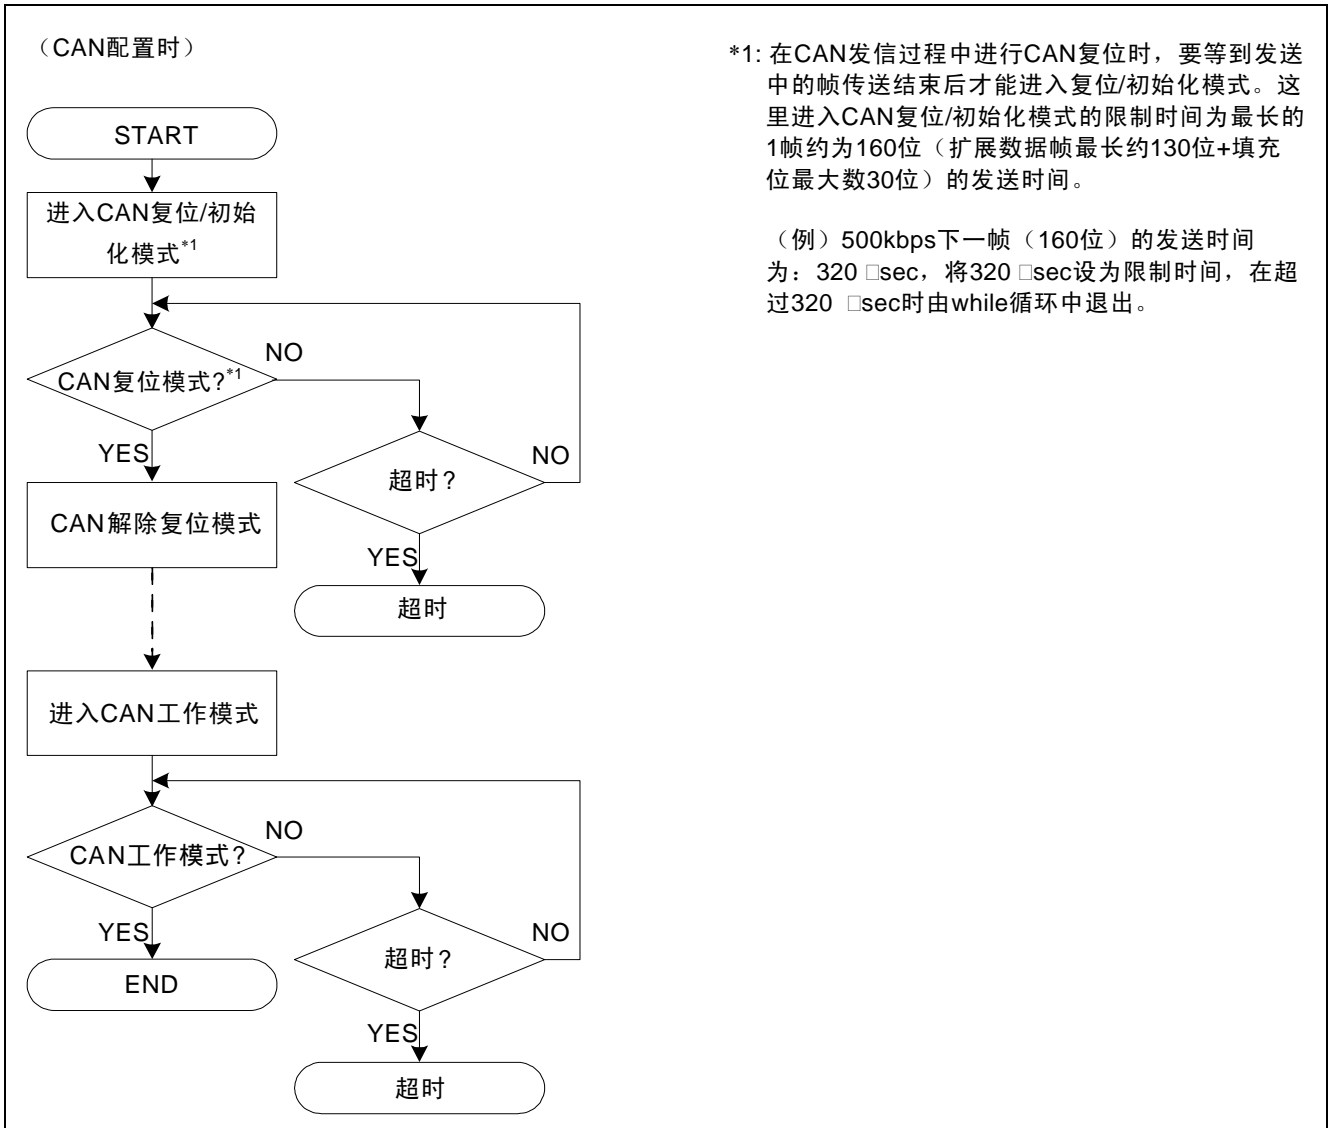 （CAN配置时）
START
进入CAN复位/初始
化模式*1
CAN复位模式?*1
NO
YES
超时？
NO
YES
超时
CAN解除复位模式
进入CAN工作模式
CAN工作模式?
NO
YES
超时？
NO
YES
超时
END
*1: 在CAN发信过程中进行CAN复位时，要等到发送
中的帧传送结束后才能进入复位/初始化模式。这
里进入CAN复位/初始化模式的限制时间为最长的
1帧约为160位（扩展数据帧最长约130位+填充
位最大数30位）的发送时间。
（例）500kbps下一帧（160位）的发送时间
为：320 □sec，将320 □sec设为限制时间，在超
过320 □sec时由while循环中退出。